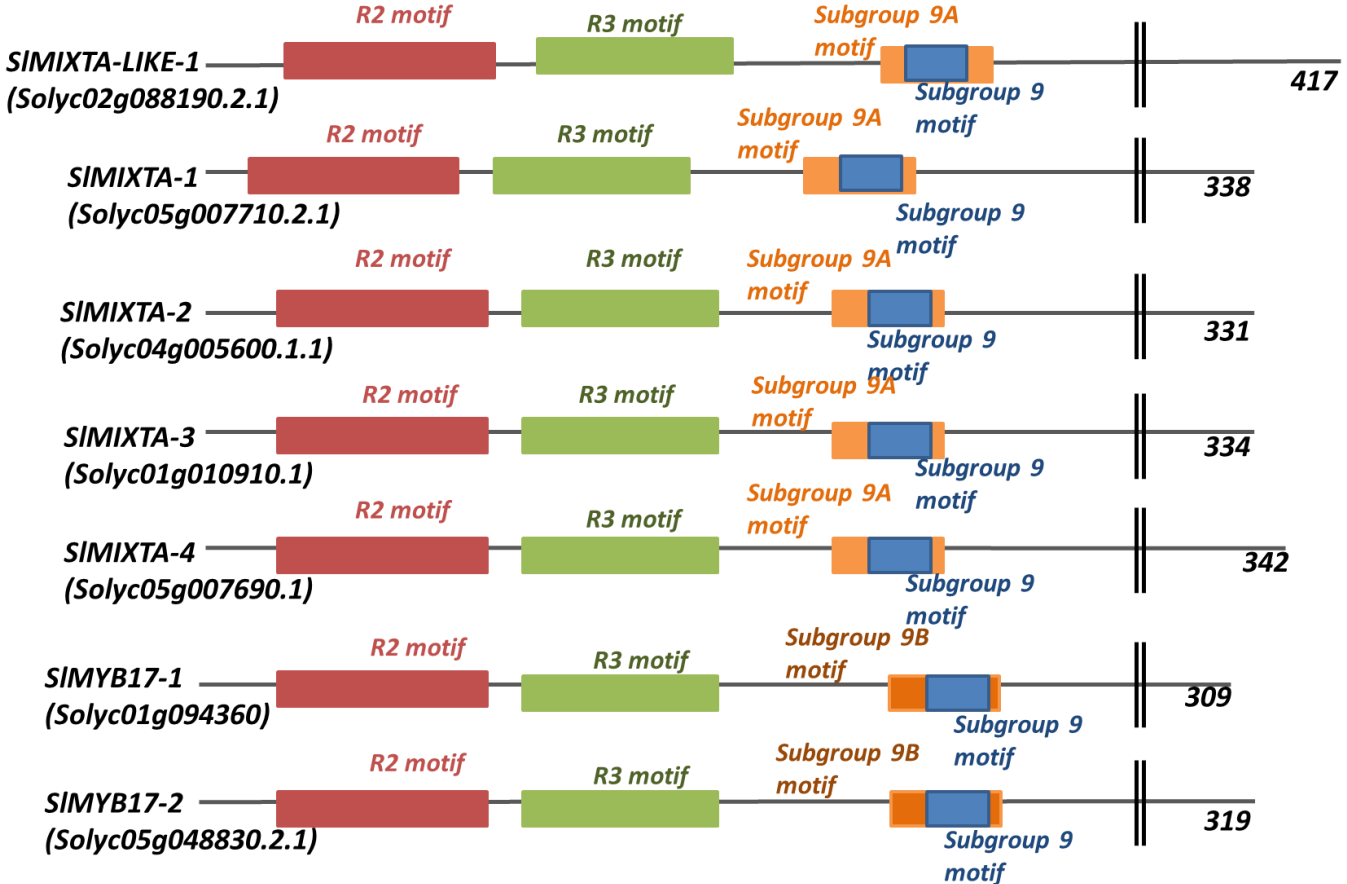 R2 motif
R3 motif
Subgroup 9A
motif
SlMIXTA-LIKE-1
(Solyc02g088190.2.1)
Subgroup 9
motif
417
R2 motif
R3 motif
Subgroup 9A
motif
SlMIXTA-1
(Solyc05g007710.2.1)
Subgroup 9
motif
338
R2 motif
R3 motif
Subgroup 9A
motif
SlMIXTA-2
(Solyc04g005600.1.1)
Subgroup 9
motif
331
R2 motif
R3 motif
Subgroup 9A
motif
SlMIXTA-3
(Solyc01g010910.1)
Subgroup 9
motif
334
R2 motif
R3 motif
Subgroup 9A
motif
SlMIXTA-4
(Solyc05g007690.1)
Subgroup 9
motif
342
R2 motif
R3 motif
Subgroup 9B
motif
SlMYB17-1
(Solyc01g094360)
Subgroup 9
motif
309
R2 motif
R3 motif
Subgroup 9B
motif
SlMYB17-2
(Solyc05g048830.2.1)
Subgroup 9
motif
319